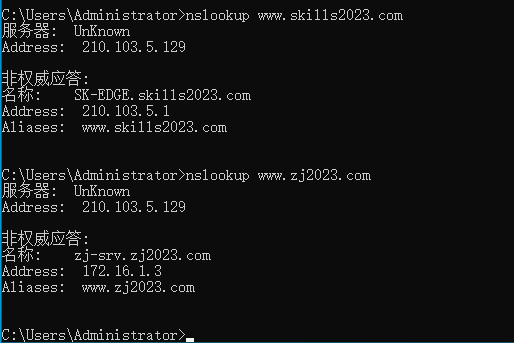 C:\Users\Administrator>nslookup www.skills2023.com
服务器:  UnKnown
Address:  210.103.5.129
非权威应答:
名称:    SK-EDGE.skills2023.com
Address:  210.103.5.1
Aliases:  www.skills2023.com
C:\Users\Administrator>nslookup www.zj2023.com
服务器:  UnKnown
Address:  210.103.5.129
非权威应答:
名称:    zj-srv.zj2023.com
Address:  172.16.1.3
Aliases:  www.zj2023.com
C:\Users\Administrator>